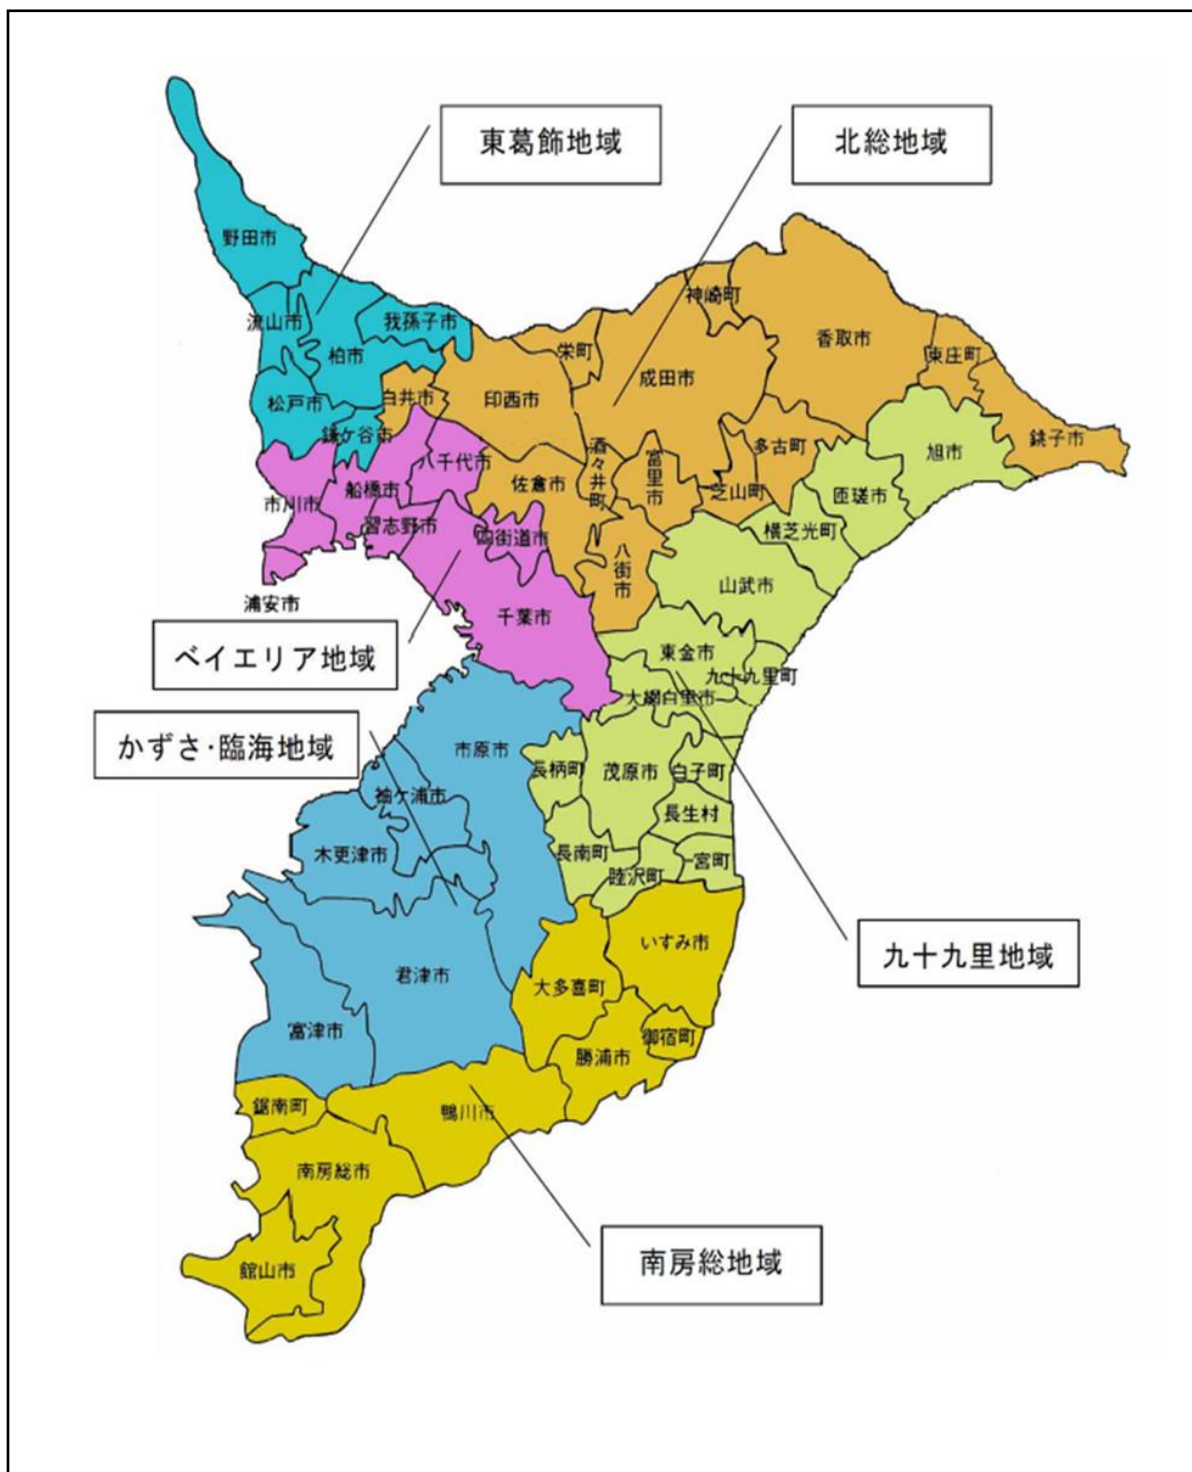 東葛飾地域
北総地域
野田市
神崎町
流山市
我孫子市
香取市
柏市
栄町
東庄町
成田市
松戸市
白井市
印西市
鎌ケ谷市
酒々井町
多古町
銚子市
旭市
八千代市
富里市
船橋市
佐倉市
芝山町
匝瑳市
市川市
習志野市
四街道市
横芝光町
八街市
山武市
浦安市
千葉市
ベイエリア地域
東金市
九十九里町
大網白里市
かずさ・臨海地域
市原市
長柄町
茂原市
白子町
袖ケ浦市
長生村
木更津市
長南町
睦沢町
一宮町
いすみ市
九十九里地域
君津市
大多喜町
富津市
御宿町
勝浦市
鋸南町
鴨川市
南房総市
南房総地域
館山市